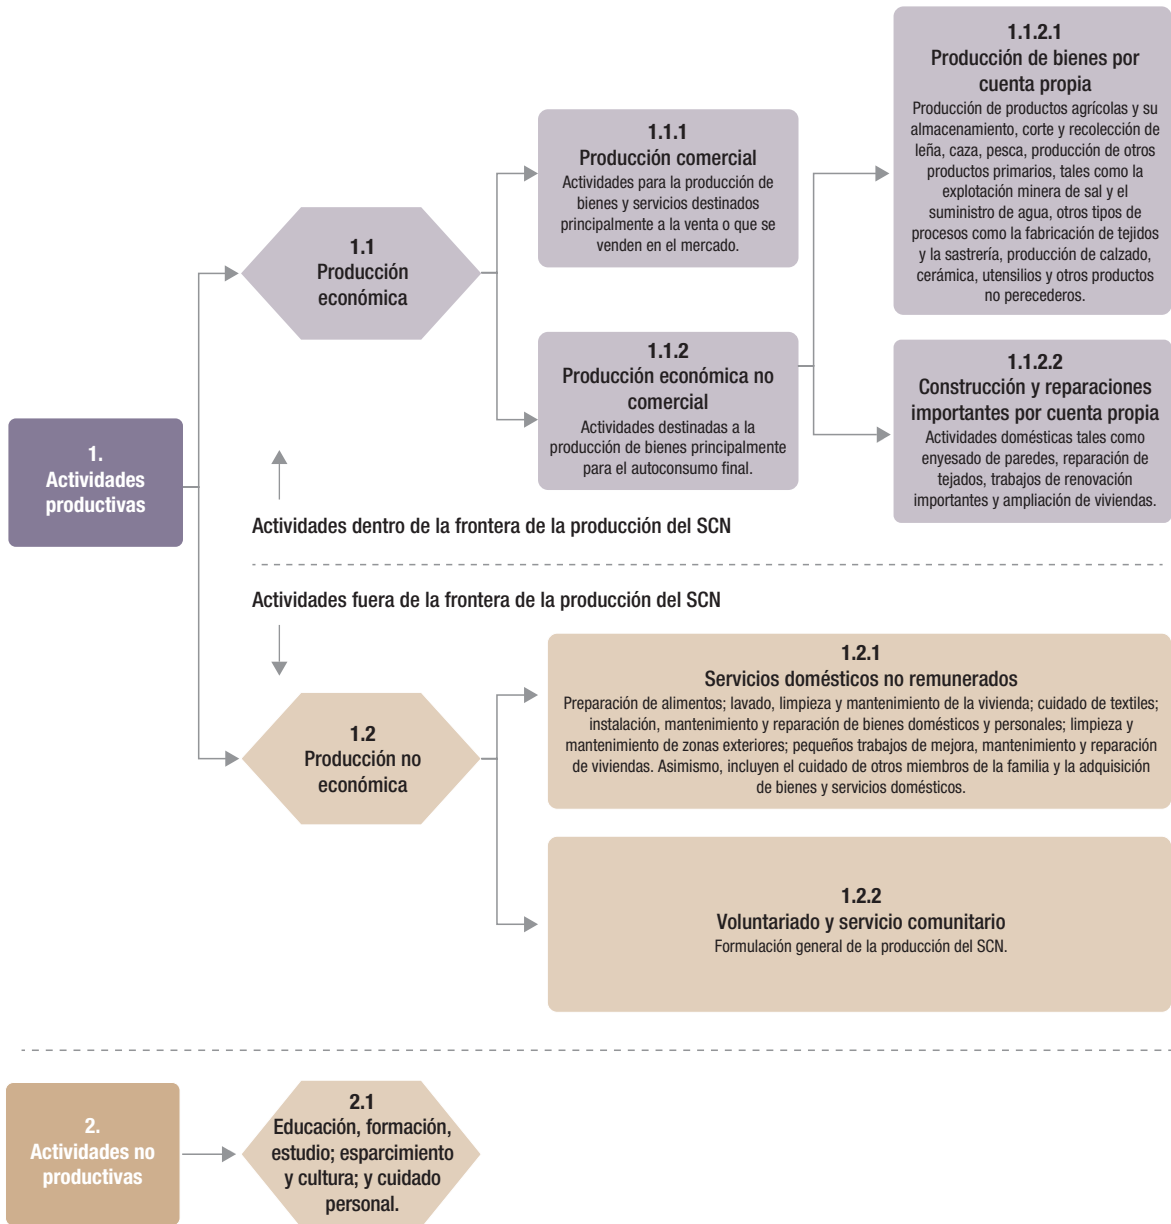 1.
Actividades
productivas
1.1
Producción
económica
1.1.1
Producción comercial
Actividades para la producción de
bienes y servicios destinados
principalmente a la venta o que se
venden en el mercado.
1.1.2
Producción económica no
comercial
Actividades destinadas a la
producción de bienes principalmente
para el autoconsumo final.
1.1.2.1
Producción de bienes por
cuenta propia
Producción de productos agrícolas y su
almacenamiento, corte y recolección de
leña, caza, pesca, producción de otros
productos primarios, tales como la
explotación minera de sal y el
suministro de agua, otros tipos de
procesos como la fabricación de tejidos
y la sastrería, producción de calzado,
cerámica, utensilios y otros productos
no perecederos.
1.1.2.2
Construcción y reparaciones
importantes por cuenta propia
Actividades domésticas tales como
enyesado de paredes, reparación de
tejados, trabajos de renovación
importantes y ampliación de viviendas.
Actividades dentro de la frontera de la producción del SCN
Actividades fuera de la frontera de la producción del SCN
1.2
Producción no
económica
1.2.1
Servicios domésticos no remunerados
Preparación de alimentos; lavado, limpieza y mantenimiento de la vivienda; cuidado de textiles;
instalación, mantenimiento y reparación de bienes domésticos y personales; limpieza y
mantenimiento de zonas exteriores; pequeños trabajos de mejora, mantenimiento y reparación
de viviendas. Asimismo, incluyen el cuidado de otros miembros de la familia y la adquisición
de bienes y servicios domésticos.
1.2.2
Voluntariado y servicio comunitario
Formulación general de la producción del SCN.
2.
Actividades no
productivas
2.1
Educación, formación,
estudio; esparcimiento
y cultura; y cuidado
personal.